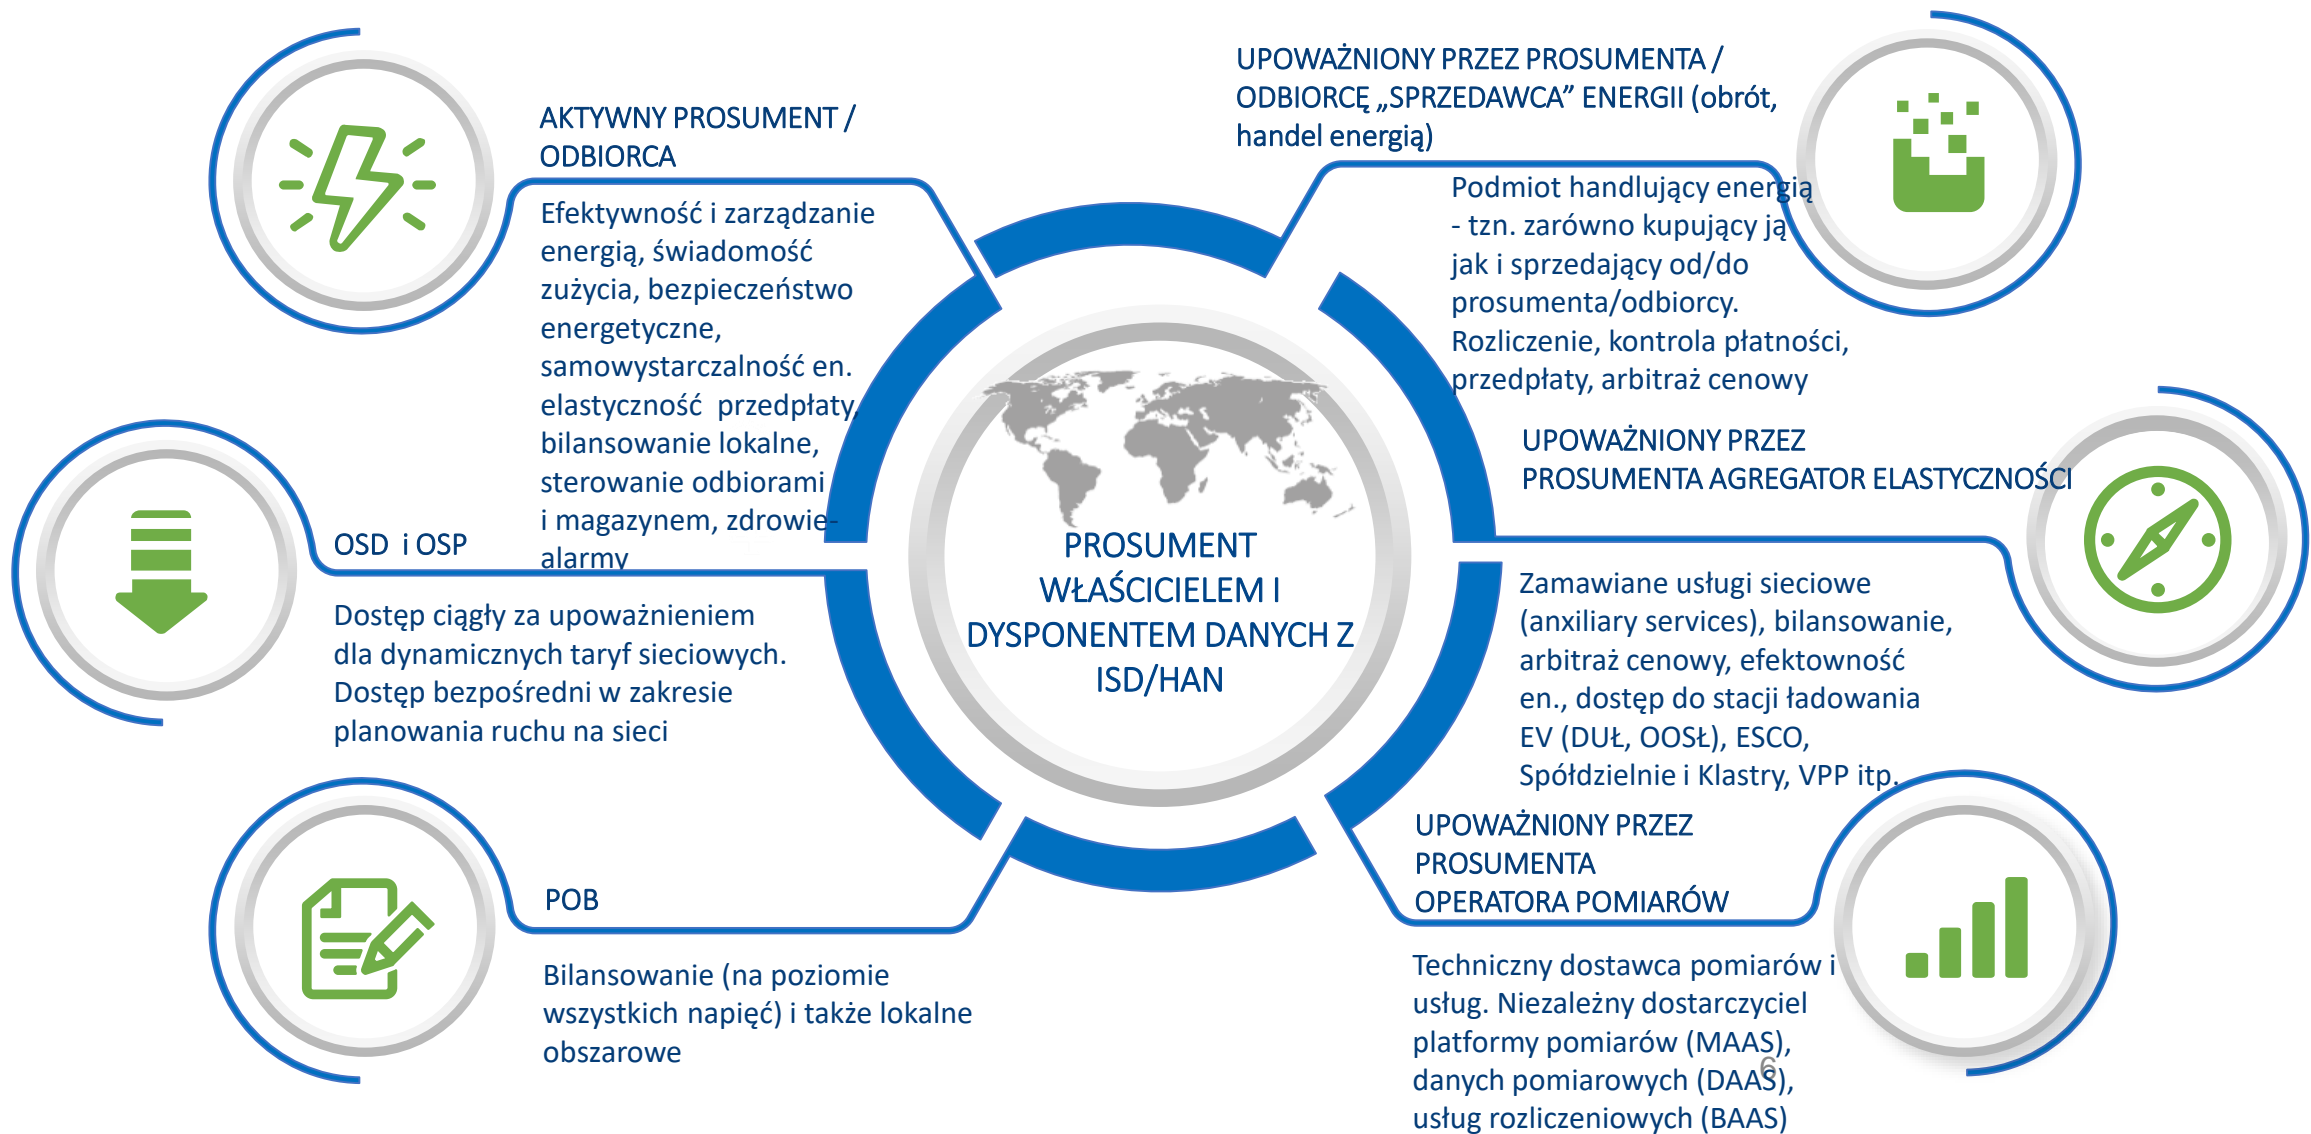 AKTYWNY PROSUMENT /
ODBIORCA
Efektywność i zarządzanie
energią, świadomość
zużycia, bezpieczeństwo
energetyczne,
samowystarczalność en.
elastyczność  przedpłaty,
bilansowanie lokalne,
sterowanie odbiorami
i magazynem, zdrowie-
alarmy
OSD  i OSP
Dostęp ciągły za upoważnieniem
dla dynamicznych taryf sieciowych.
Dostęp bezpośredni w zakresie
planowania ruchu na sieci
POB
Bilansowanie (na poziomie
wszystkich napięć) i także lokalne
obszarowe
PROSUMENT
WŁAŚCICIELEM I
DYSPONENTEM DANYCH Z
ISD/HAN
UPOWAŻNIONY PRZEZ PROSUMENTA /
ODBIORCĘ „SPRZEDAWCA” ENERGII (obrót,
handel energią)
Podmiot handlujący energią
- tzn. zarówno kupujący ją
jak i sprzedający od/do
prosumenta/odbiorcy.
Rozliczenie, kontrola płatności,
przedpłaty, arbitraż cenowy
UPOWAŻNIONY PRZEZ
PROSUMENTA AGREGATOR ELASTYCZNOŚCI
Zamawiane usługi sieciowe
(anxiliary services), bilansowanie,
arbitraż cenowy, efektowność
en., dostęp do stacji ładowania
EV (DUŁ, OOSŁ), ESCO,
Spółdzielnie i Klastry, VPP itp.
UPOWAŻNI0NY PRZEZ
PROSUMENTA
OPERATORA POMIARÓW
Techniczny dostawca pomiarów i
usług. Niezależny dostarczyciel
platformy pomiarów (MAAS),
danych pomiarowych (DAAS),
usług rozliczeniowych (BAAS)
6